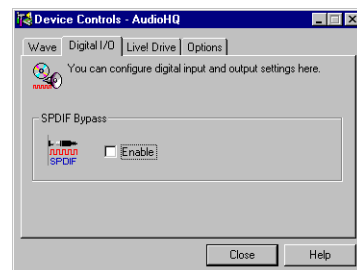 Device Controls - AudioHQ
Wave Digital I/O Live! Drive Options
You can configure digital input and output settings here.
SPDIF Bypass
SPDIF
Enable
Close Help